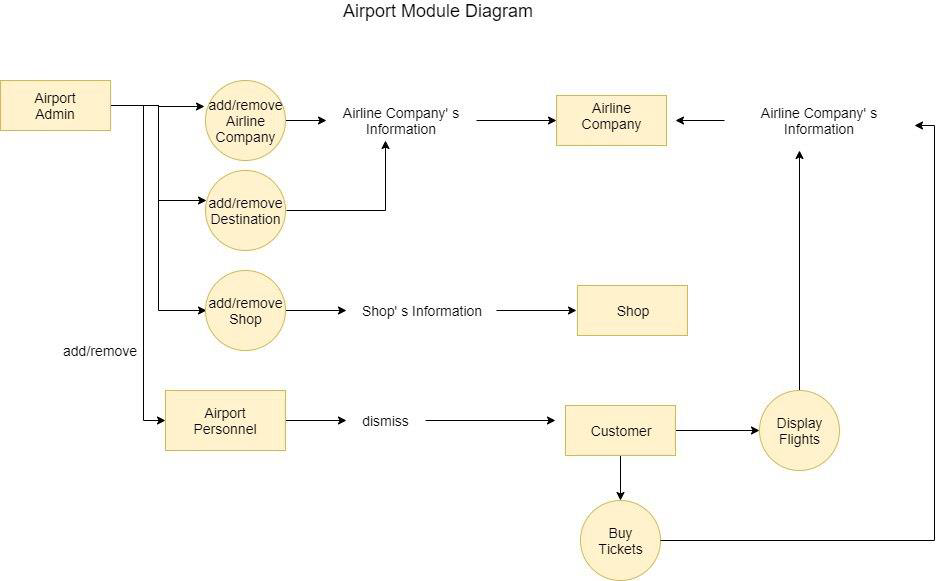 Airport Module Diagram
Airport
Admin
add/remove
Airline
Company
Airline Company' s
Information
Airline
Company
Airline Company' s
Information
add/remove
Destination
add/remove
Shop
Shop' s Information
Shop
add/remove
Airport
Personnel
dismiss
Customer
Display
Flights
Buy
Tickets